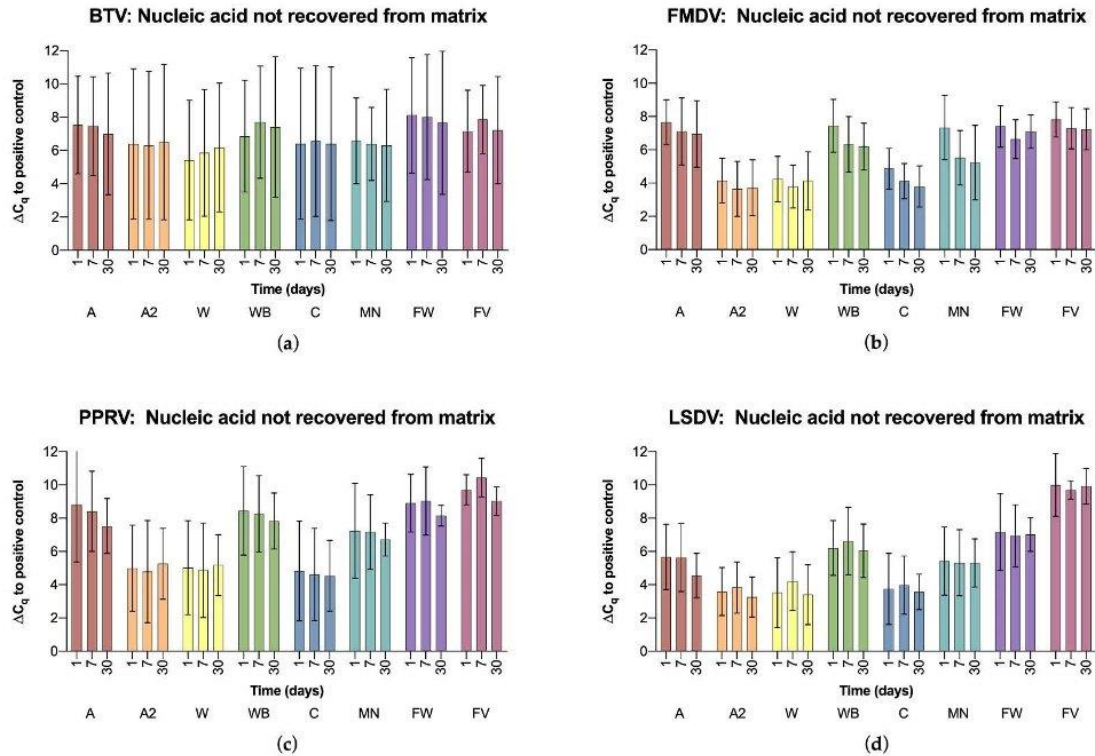 BTV: Nucleic acid not recovered from matrix
12
10
8
6
4
2
0
ΔCq to positive control
1 7 30 1 7 30 1 7 30 1 7 30 1 7 30 1 7 30 1 7 30 1 7 30
Time (days)
A A2 W WB C MN FW FV
(a)
FMDV: Nucleic acid not recovered from matrix
12
10
8
6
4
2
0
ΔCq to positive control
1 7 30 1 7 30 1 7 30 1 7 30 1 7 30 1 7 30 1 7 30 1 7 30
Time (days)
A A2 W WB C MN FW FV
(b)
PPRV: Nucleic acid not recovered from matrix
12
10
8
6
4
2
0
ΔCq to positive control
1 7 30 1 7 30 1 7 30 1 7 30 1 7 30 1 7 30 1 7 30 1 7 30
Time (days)
A A2 W WB C MN FW FV
(c)
LSDV: Nucleic acid not recovered from matrix
12
10
8
6
4
2
0
ΔCq to positive control
1 7 30 1 7 30 1 7 30 1 7 30 1 7 30 1 7 30 1 7 30 1 7 30
Time (days)
A A2 W WB C MN FW FV
(d)